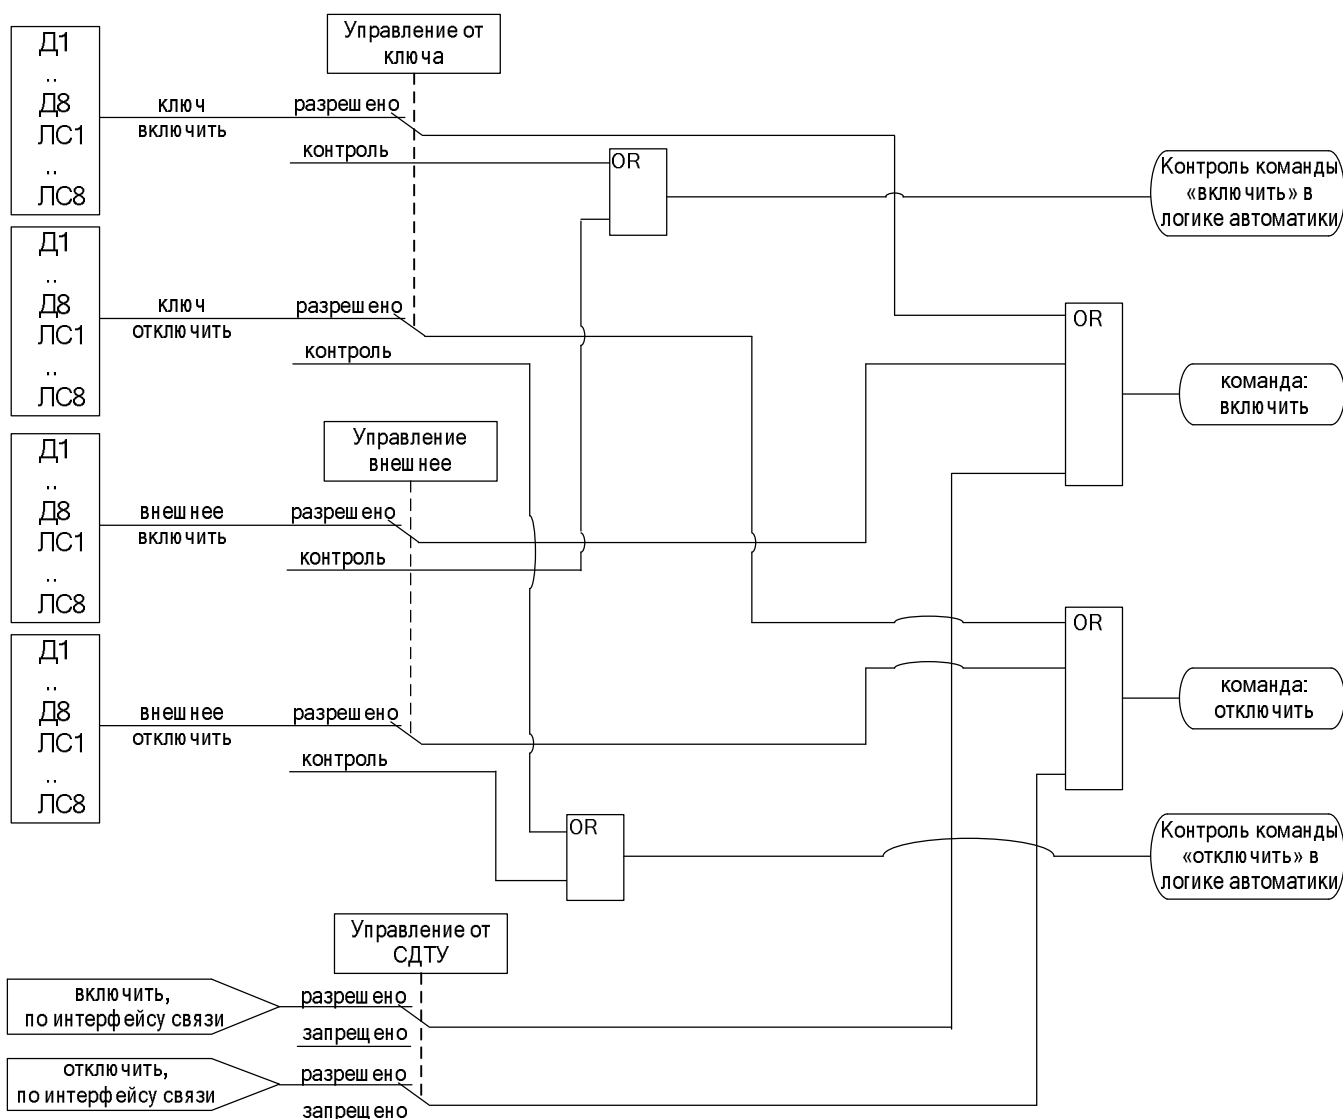 Управление от
ключа
Д1
..
Д8
ЛС1
..
ЛС8
ключ
включить
разрешено
контроль
OR
Контроль команды
«включить» в
логике автоматики
Д1
..
Д8
ЛС1
..
ЛС8
ключ
отключить
разрешено
контроль
OR
команда:
включить
Управление
внешнее
Д1
..
Д8
ЛС1
..
ЛС8
внешнее
включить
разрешено
контроль
OR
команда:
отключить
Д1
..
Д8
ЛС1
..
ЛС8
внешнее
отключить
разрешено
контроль
OR
Контроль команды
«отключить» в
логике автоматики
Управление от
СДТУ
включить,
по интерфейсу связи
разрешено
запрещено
отключить,
по интерфейсу связи
разрешено
запрещено